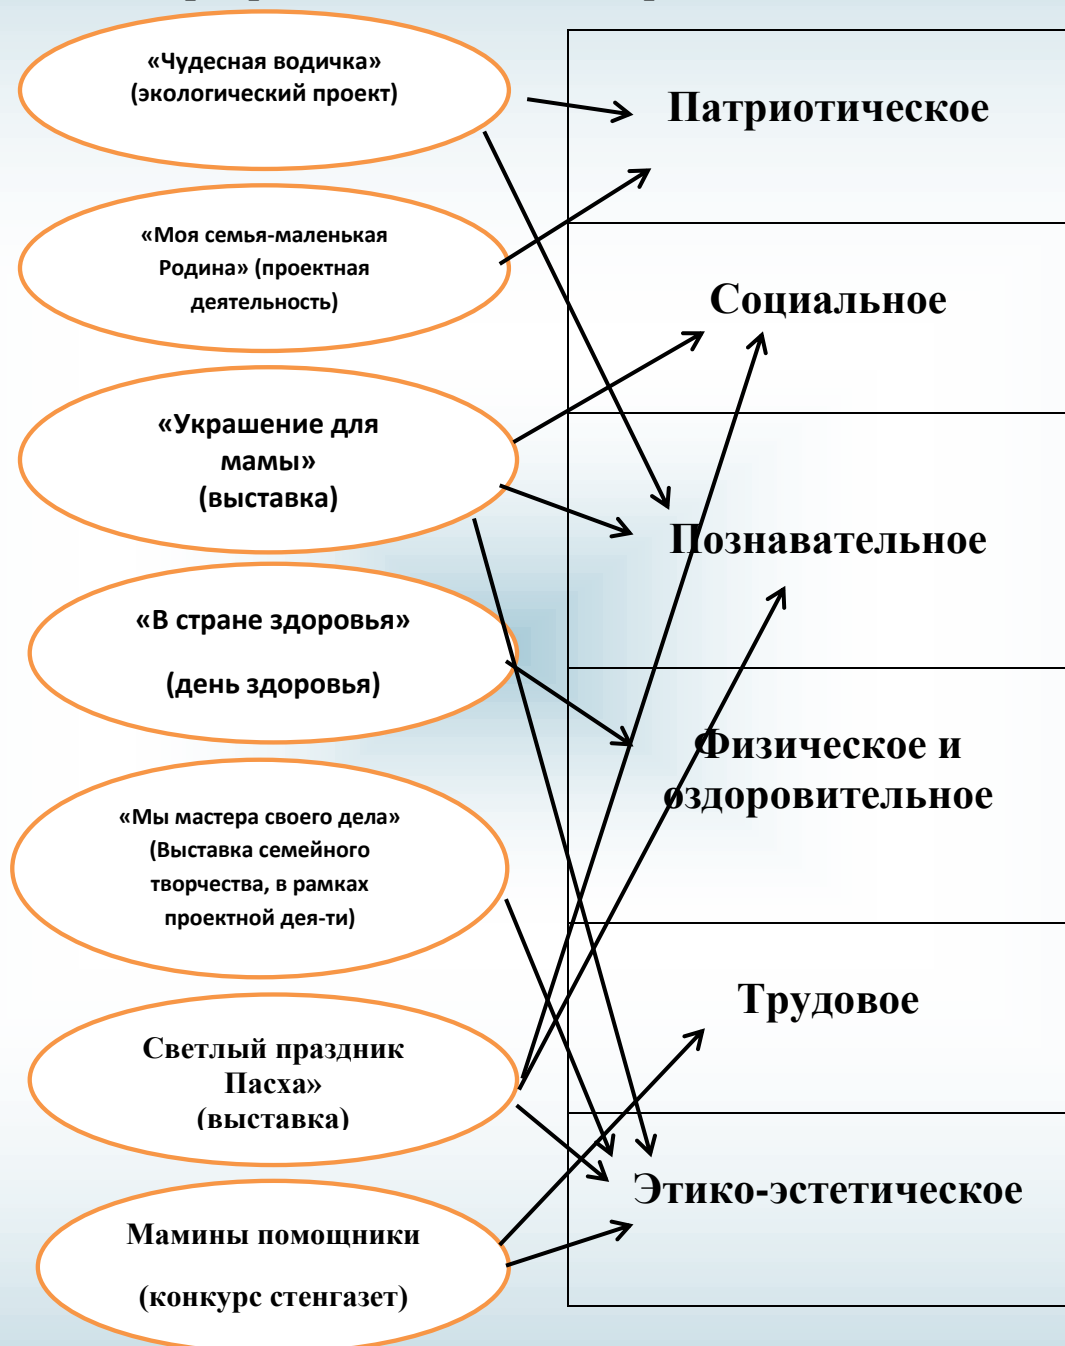 «Чудесная водичка»
(экологический проект)
«Моя семья-маленькая
Родина» (проектная
деятельность)
«Украшение для
мамы»
(выставка)
«В стране здоровья»
(день здоровья)
«Мы мастера своего дела»
(Выставка семейного
творчества, в рамках
проектной дея-ти)
Светлый праздник
Пасха»
(выставка)
Мамины помощники
(конкурс стенгазет)
Патриотическое
Социальное
Познавательное
Физическое и
оздоровительное
Трудовое
Этико-эстетическое